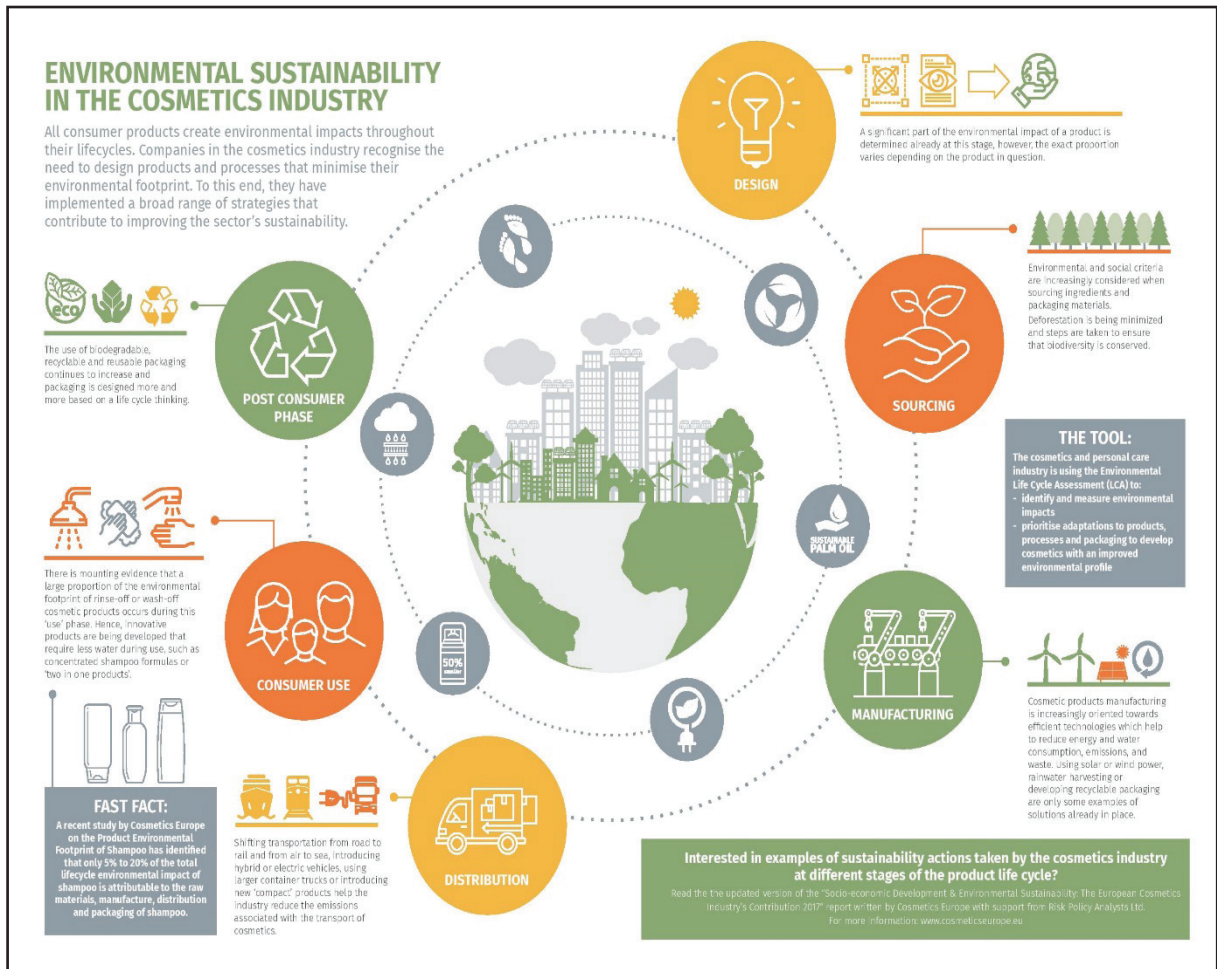 ENVIRONMENTAL SUSTAINABILITY
IN THE COSMETICS INDUSTRY
All consumer products create environmental impacts throughout
their lifecycles. Companies in the cosmetics industry recognise the
need to design products and processes that minimise their
environmental footprint. To this end, they have
implemented a broad range of strategies that
contribute to improving the sector's sustainability.
DESIGN
A significant part of the environmental impact of a product is
determined already at this stage, however, the exact proportion
varies depending on the product in question.
SOURCING
Environmental and social criteria
are increasingly considered when
sourcing ingredients and
packaging materials.
Deforestation is being minimized
and steps are taken to ensure
that biodiversity is conserved.
THE TOOL:
The cosmetics and personal care
industry is using the Environmental
Life Cycle Assessment (LCA) to:
- identify and measure environmental
impacts
- prioritise adaptations to products,
processes and packaging to develop
cosmetics with an improved
environmental profile
SUSTAINABLE
PALM OIL
MANUFACTURING
Cosmetic products manufacturing
is increasingly oriented towards
efficient technologies which help
to reduce energy and water
consumption, emissions, and
waste. Using solar or wind power,
rainwater harvesting or
developing recyclable packaging
are only some examples of
solutions already in place.
DISTRIBUTION
Shifting transportation from road to
rail and from air to sea, introducing
hybrid or electric vehicles, using
larger container trucks or introducing
new 'compact' products help the
industry reduce the emissions
associated with the transport of
cosmetics.
50%
smaller
CONSUMER USE
There is mounting evidence that a
large proportion of the environmental
footprint of rinse-off or wash-off
cosmetic products occurs during this
'use' phase. Hence, innovative
products are being developed that
require less water during use, such as
concentrated shampoo formulas or
'two in one products'.
FAST FACT:
A recent study by Cosmetics Europe
on the Product Environmental
Footprint of Shampoo has identified
that only 5% to 20% of the total
lifecycle environmental impact of
shampoo is attributable to the raw
materials, manufacture, distribution
and packaging of shampoo.
POST CONSUMER
PHASE
eco
The use of biodegradable,
recyclable and reusable packaging
continues to increase and
packaging is designed more and
more based on a life cycle thinking.
Interested in examples of sustainability actions taken by the cosmetics industry
at different stages of the product life cycle?
Read the the updated version of the "Socio-economic Development & Environmental Sustainability: The European Cosmetics
Industry's Contribution 2017" report written by Cosmetics Europe with support from Risk Policy Analysts Ltd.
For more information: www.cosmeticseurope.eu